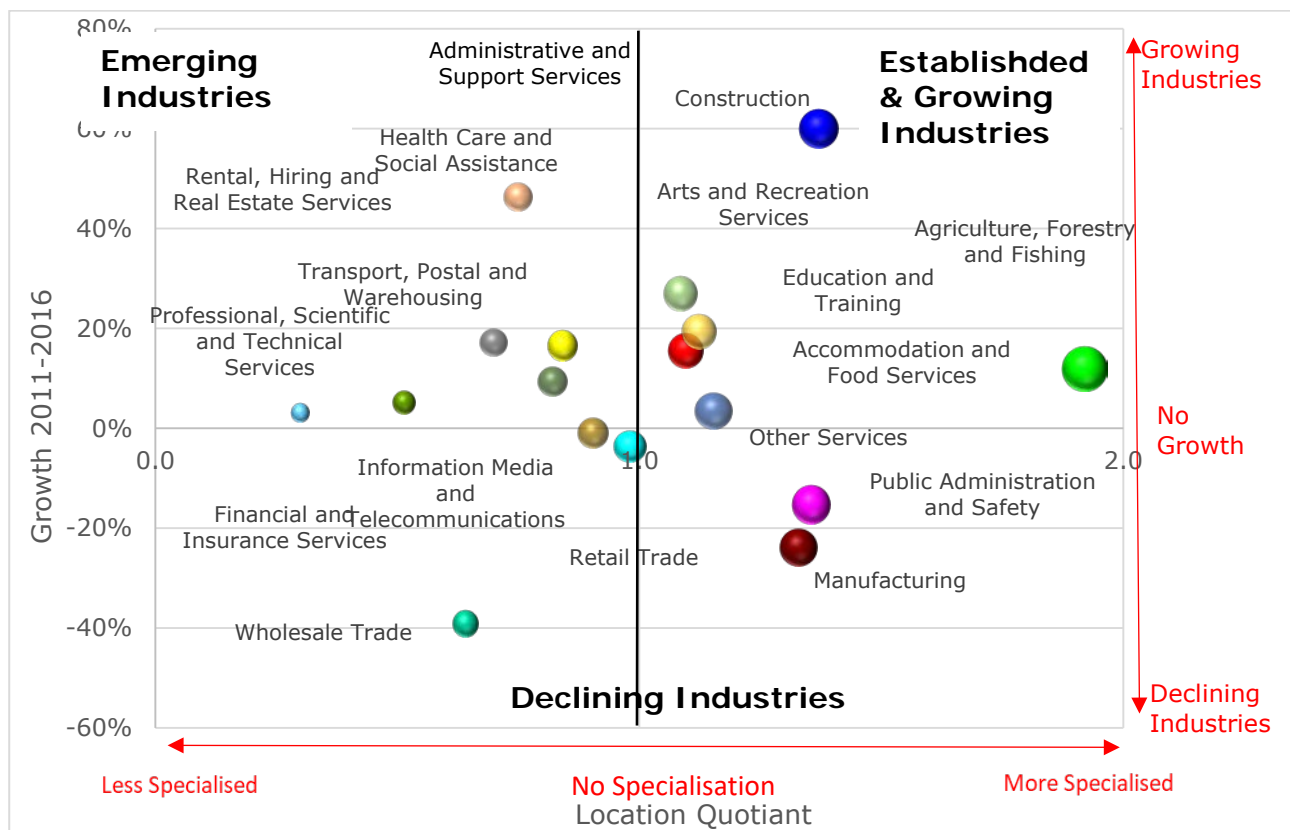 80%
Emerging
Industries
Administrative and
Support Services
Establishded
& Growing
Industries
Growing
Industries
Construction
60%
Health Care and
Social Assistance
Rental, Hiring and
Real Estate Services
Arts and Recreation
Services
40%
Agriculture, Forestry
and Fishing
Transport, Postal and
Warehousing
Education and
Training
Professional, Scientific
and Technical
Services
20%
Accommodation and
Food Services
Growth 2011-2016
0%
No
Growth
0.0
1.0
2.0
Other Services
Information Media
and
Telecommunications
Public Administration
and Safety
Financial and
Insurance Services
-20%
Retail Trade
Manufacturing
-40%
Wholesale Trade
Declining Industries
Declining
Industries
-60%
Less Specialised
No Specialisation
More Specialised
Location Quotiant